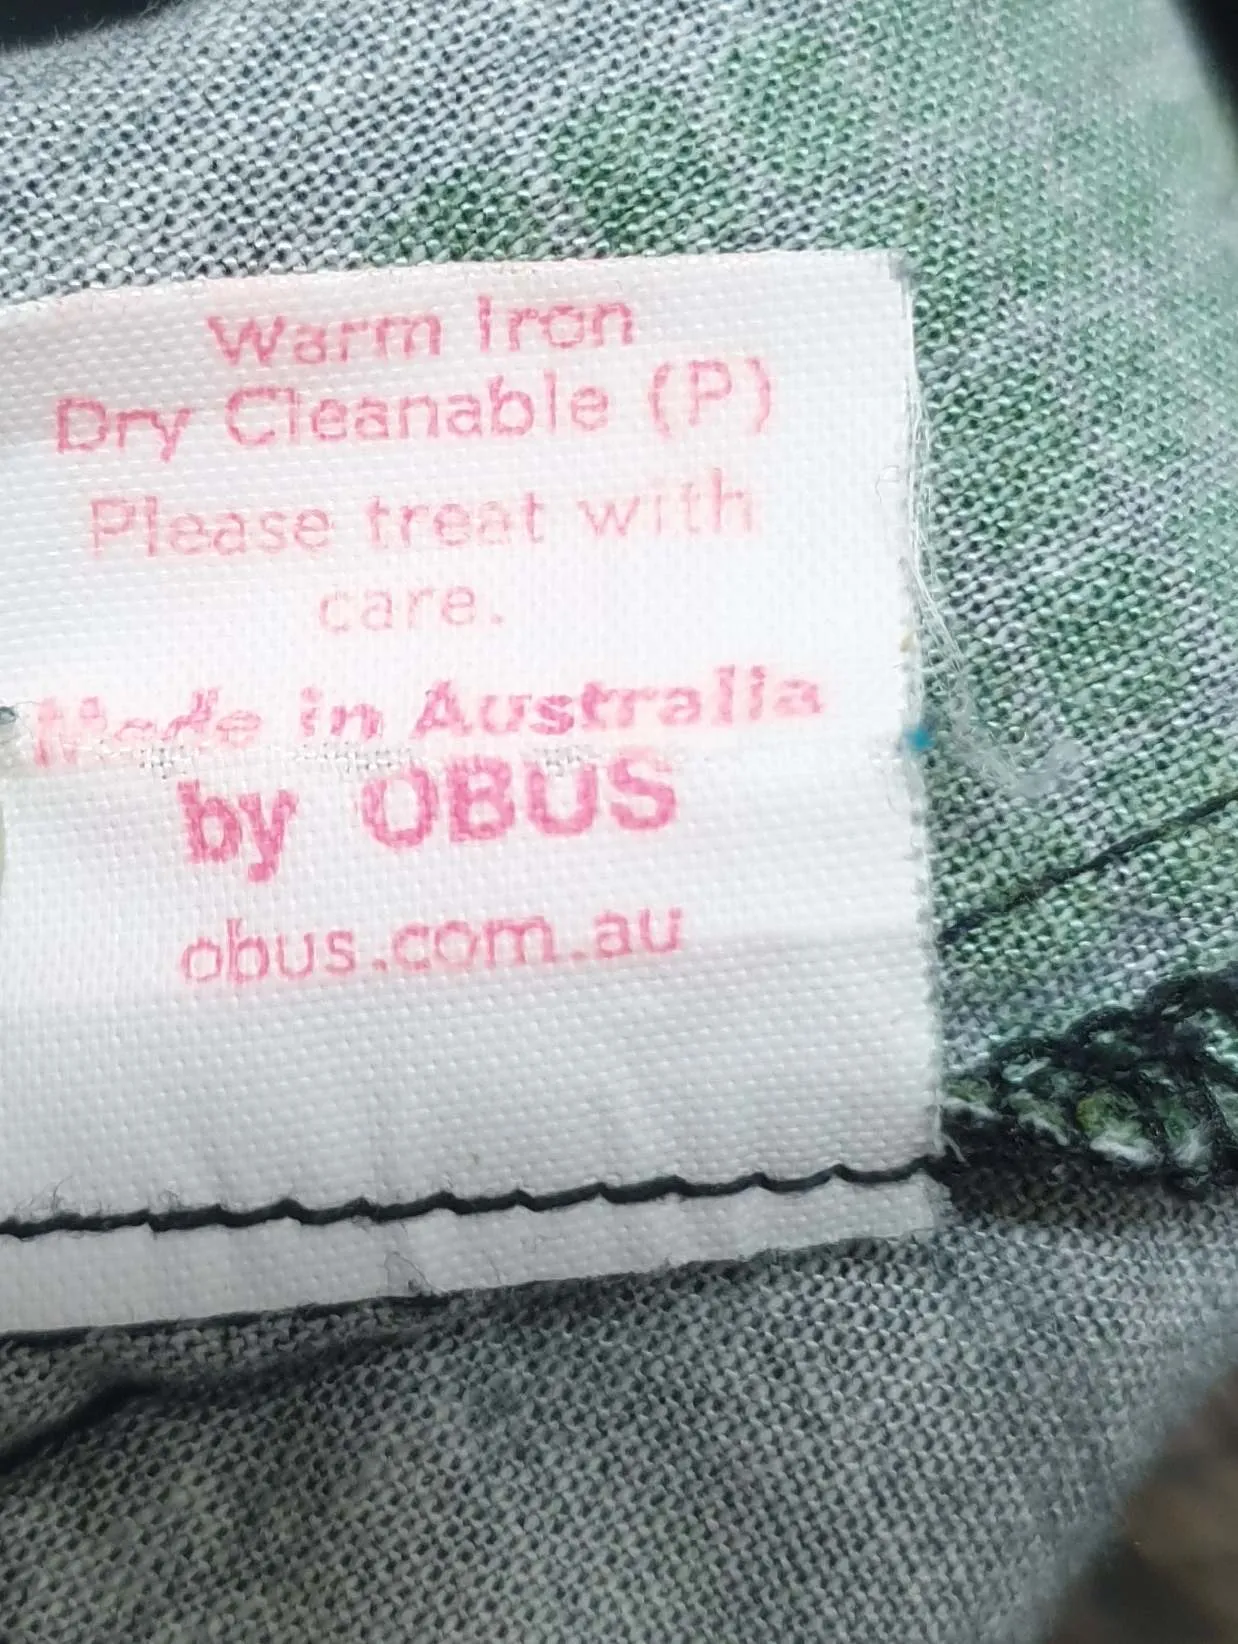 Warm Iron
Dry Cleanable (P)
Please treat with
care.
Made in Australia
by OBUS
obus.com.au